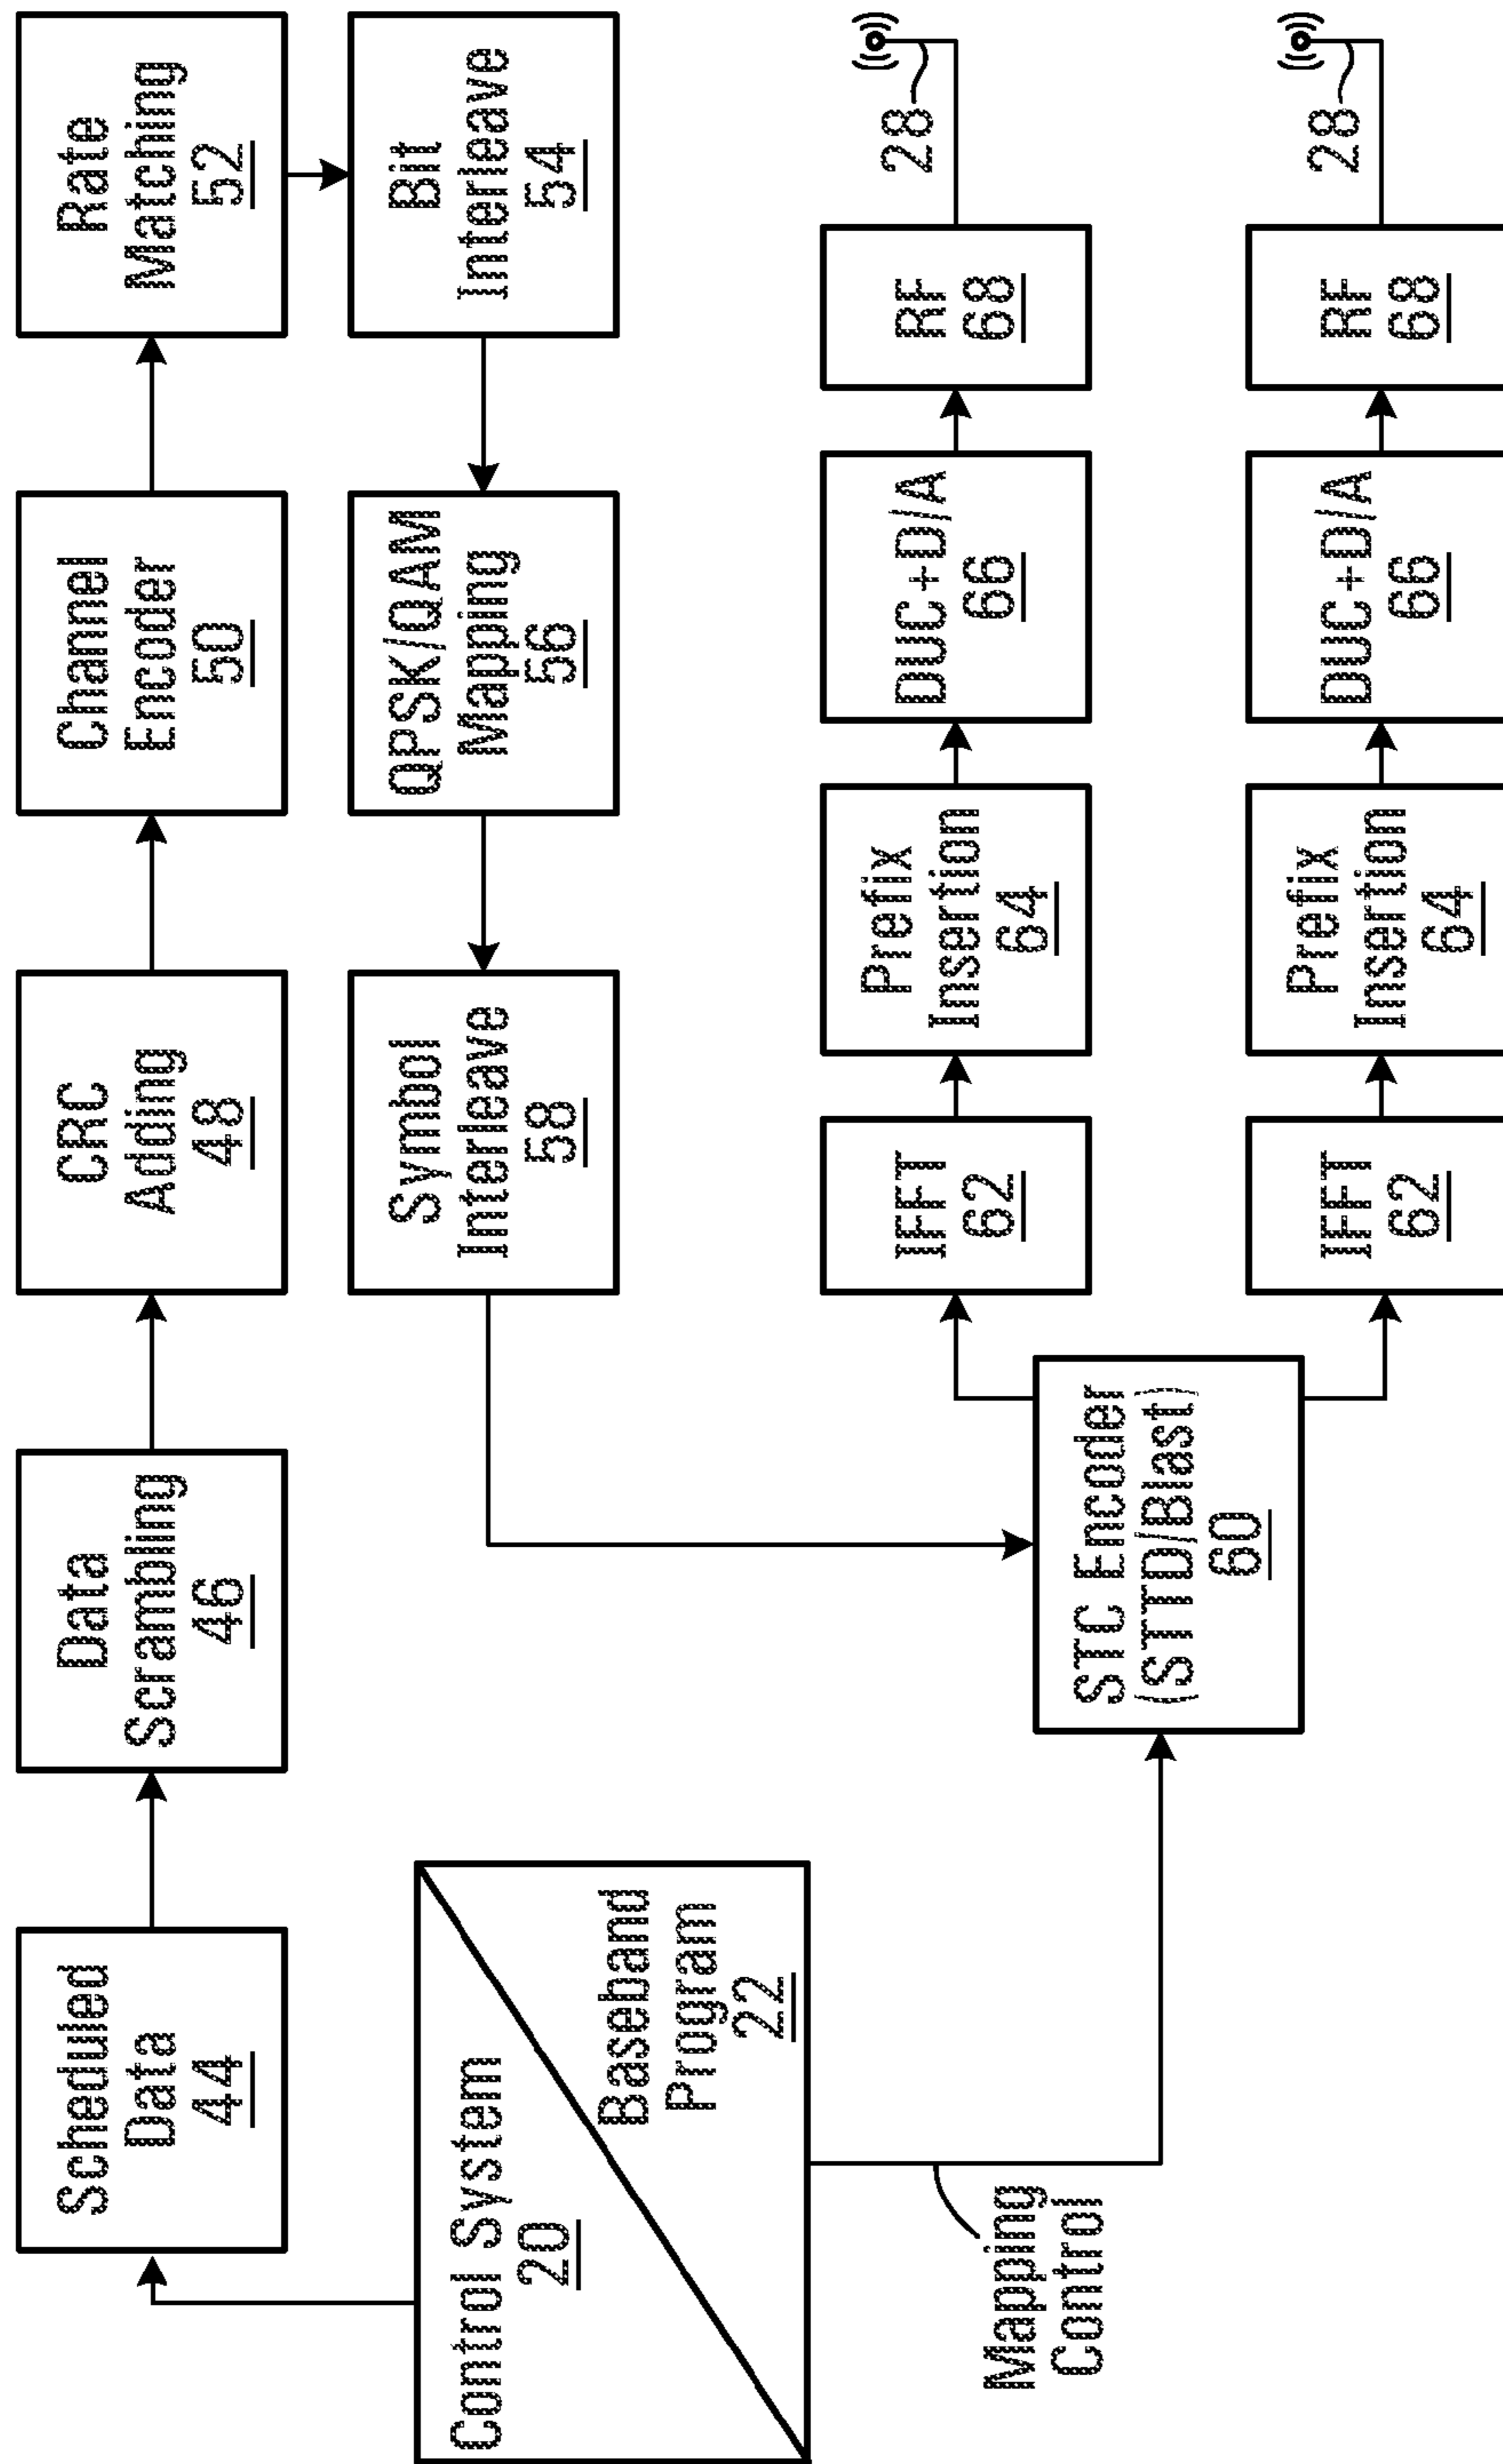 Scheduled
Data
44
Data
Scrambling
46
CRC
Adding
48
Channel
Encoder
50
Rate
Matching
52
Bit
Interleave
54
QPSK/QAM
Mapping
56
Symbol
Interleave
58
Control System
20
Baseband
Program
22
Mapping
Control
STC Encoder
(STTD/Blast)
60
IFFT
62
Prefix
Insertion
64
DUC+D/A
66
RF
68
28
IFFT
62
Prefix
Insertion
64
DUC+D/A
66
RF
68
28